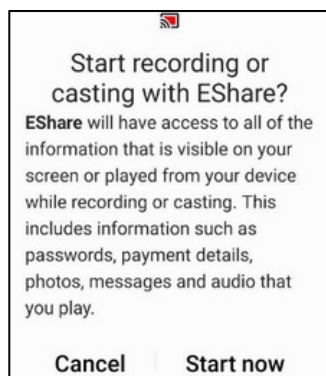 Start recording or
casting with EShare?
EShare will have access to all of the
information that is visible on your
screen or played from your device
while recording or casting. This
includes information such as
passwords, payment details,
photos, messages and audio that
you play.
Cancel Start now